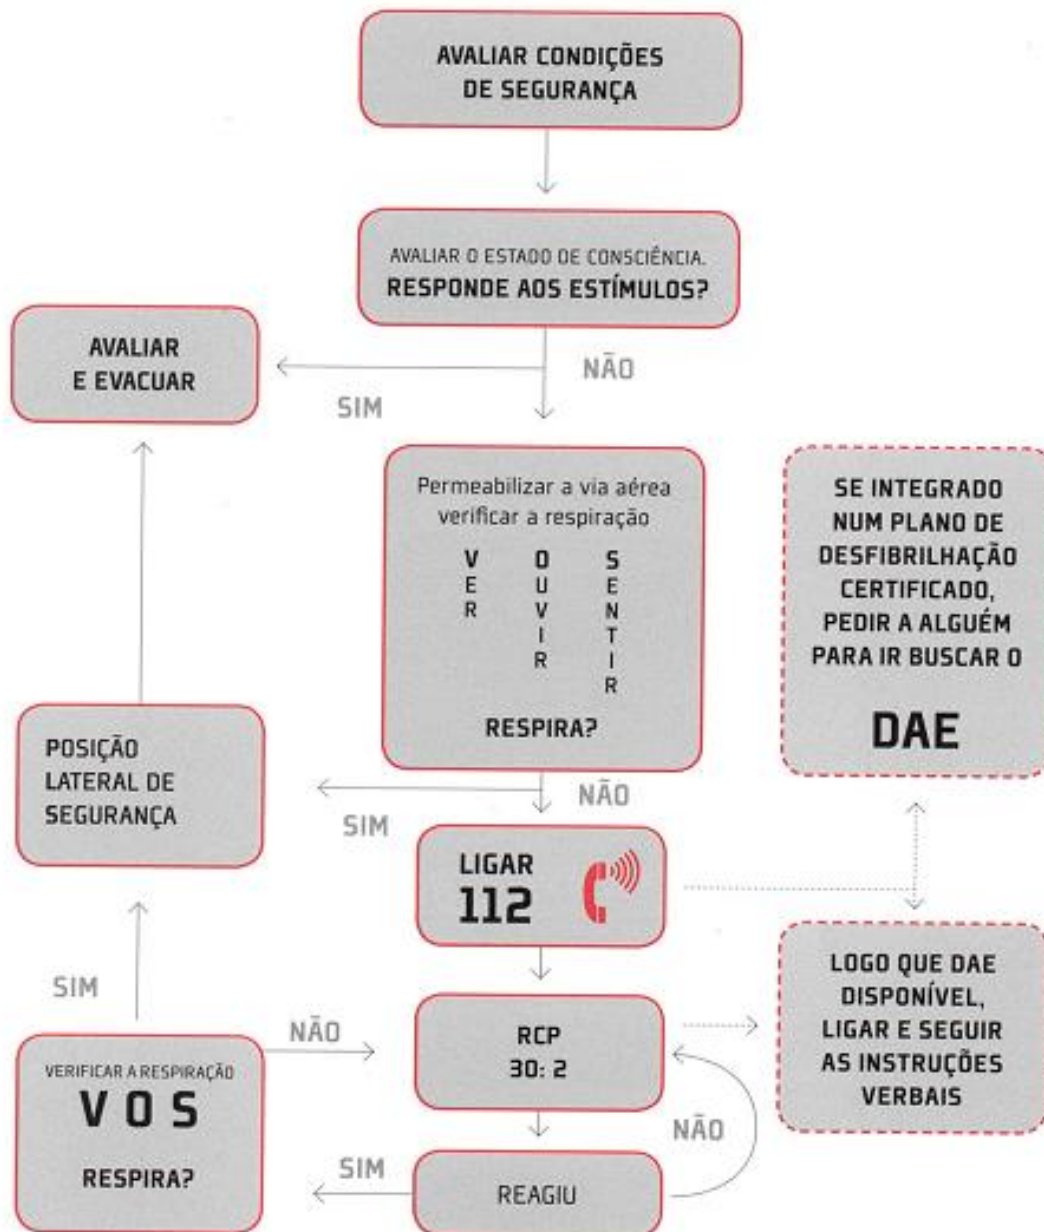 AVALIAR CONDIÇÕES
DE SEGURANÇA
AVALIAR O ESTADO DE CONSCIÊNCIA.
RESPONDE AOS ESTÍMULOS?
AVALIAR
E EVACUAR
NÃO
SIM
Permeabilizar a via aérea
verificar a respiração
VER
OUVIR
SENTIR
RESPIRA?
SE INTEGRADO
NUM PLANO DE
DESFIBRILHAÇÃO
CERTIFICADO,
PEDIR A ALGUÉM
PARA IR BUSCAR O
DAE
POSIÇÃO
LATERAL DE
SEGURANÇA
NÃO
SIM
LIGAR
112
LOGO QUE DAE
DISPONÍVEL,
LIGAR E SEGUIR
AS INSTRUÇÕES
VERBAIS
SIM
NÃO
RCP
30: 2
VERIFICAR A RESPIRAÇÃO
V O S
RESPIRA?
NÃO
SIM
REAGIU